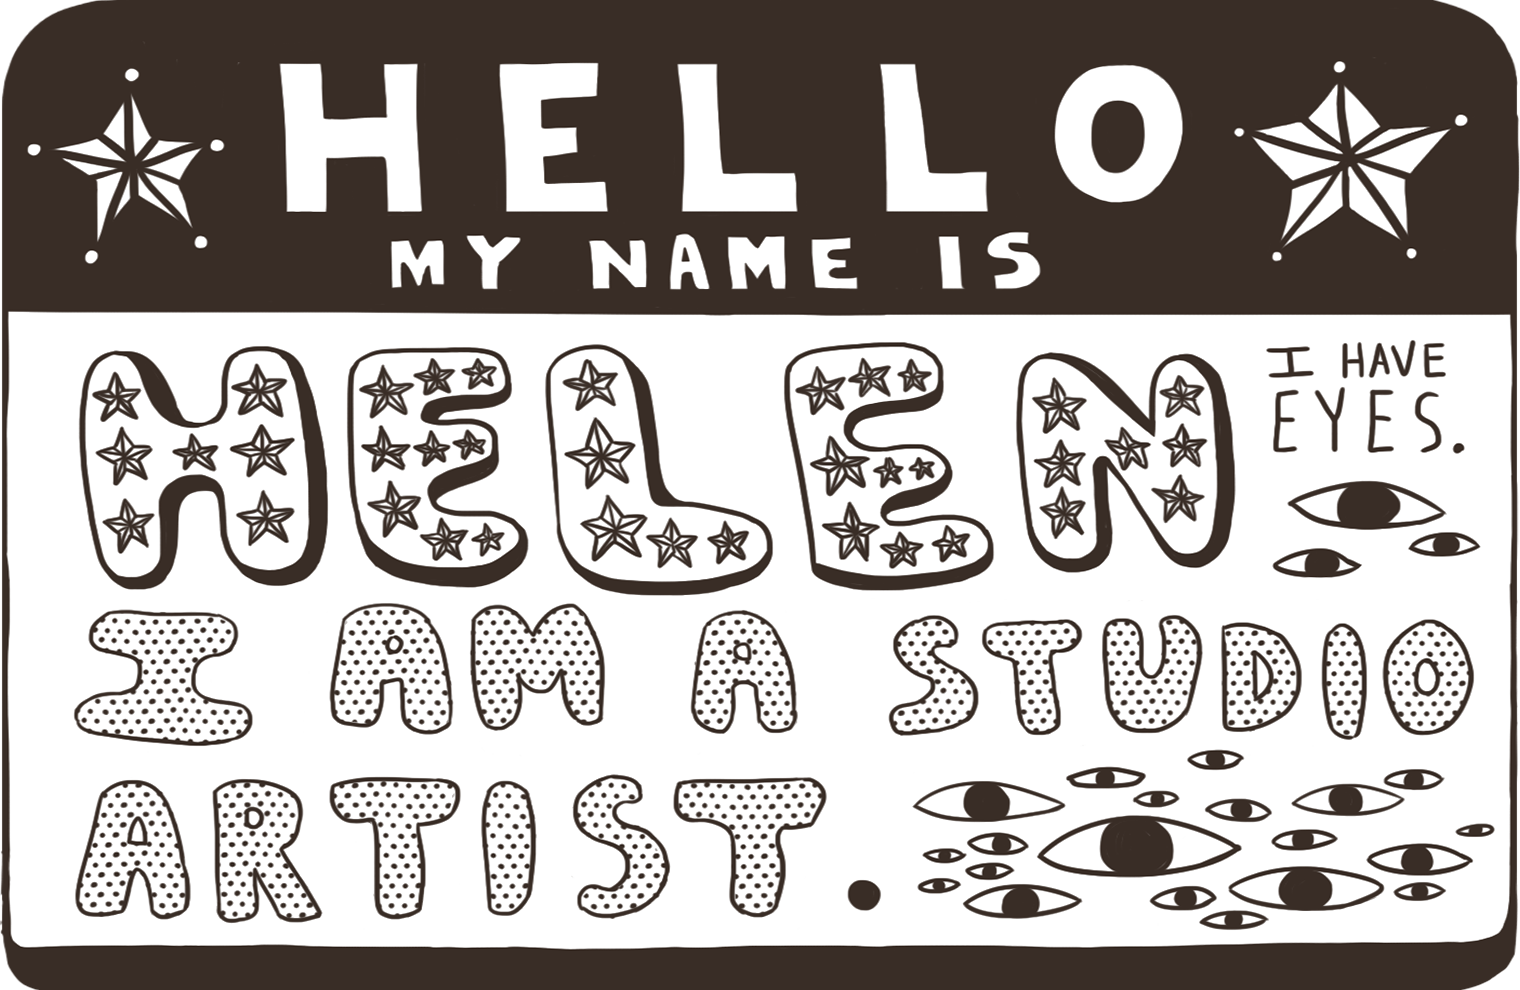 HELLO
MY NAME IS
HELEN
I HAVE
EYES.
I AM A STUDIO
ARTIST.